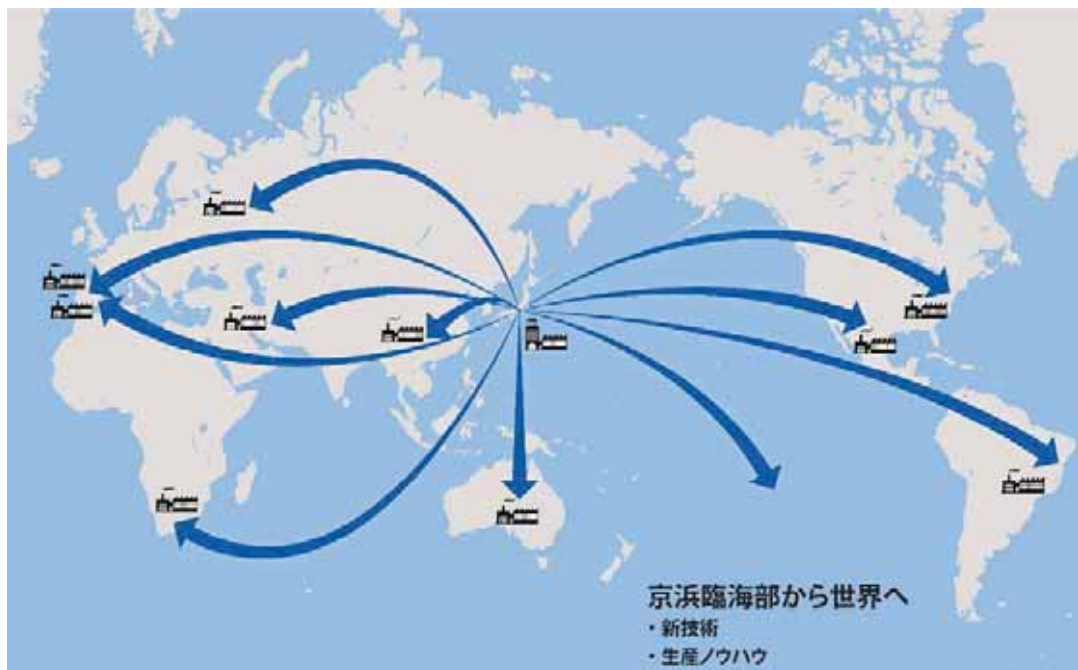 京浜臨海部から世界へ
・新技術
・生産ノウハウ